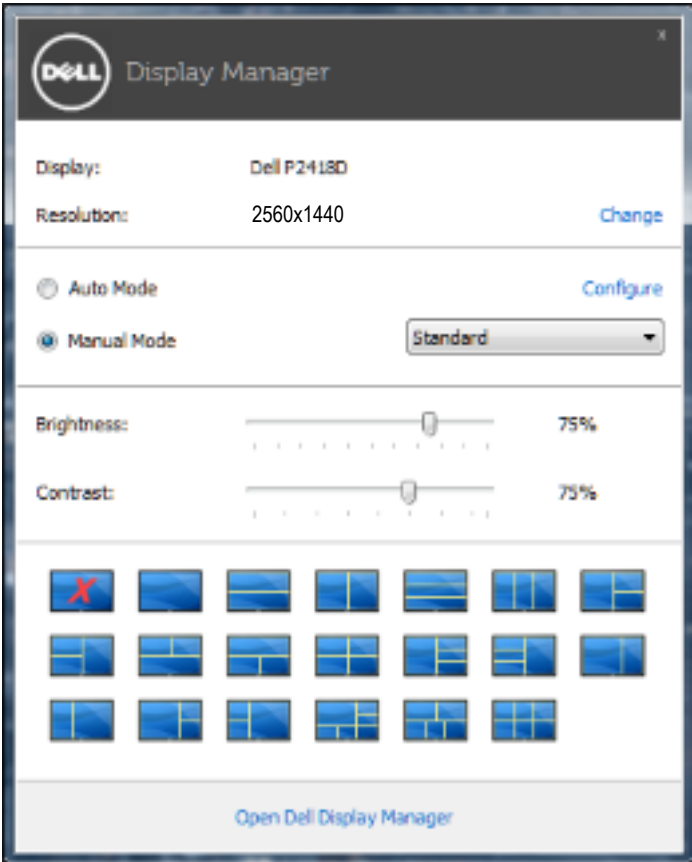 DELL Display Manager
x
Display: Dell P2418D
Resolution: 2560x1440 Change
Auto Mode Configure
Manual Mode Standard
Brightness: 75%
Contrast: 75%
Open Dell Display Manager